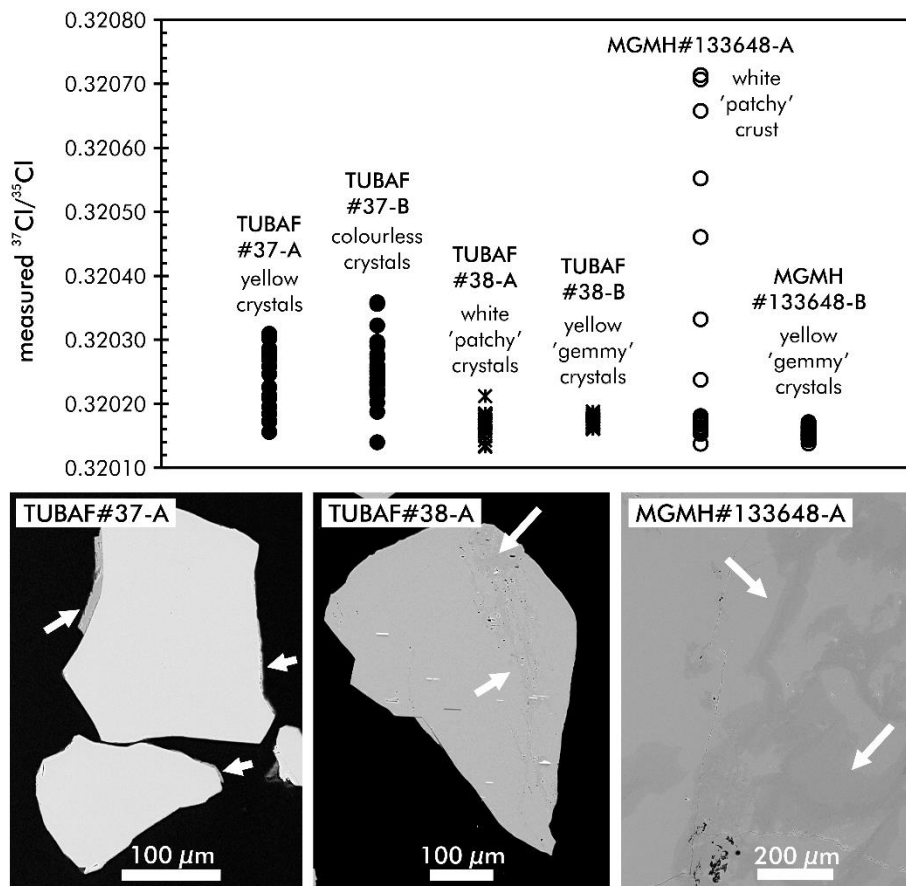 0.32080
0.32070
0.32060
0.32050
0.32040
0.32030
0.32020
0.32010
measured ³⁷Cl/³⁵Cl
TUBAF
#37-A
yellow
crystals
TUBAF
#37-B
colourless
crystals
TUBAF
#38-A
white
'patchy'
crystals
TUBAF
#38-B
yellow
'gemmy'
crystals
MGMH#133648-A
white
'patchy'
crust
MGMH
#133648-B
yellow
'gemmy'
crystals
TUBAF#37-A
100 µm
TUBAF#38-A
100 µm
MGMH#133648-A
200 µm